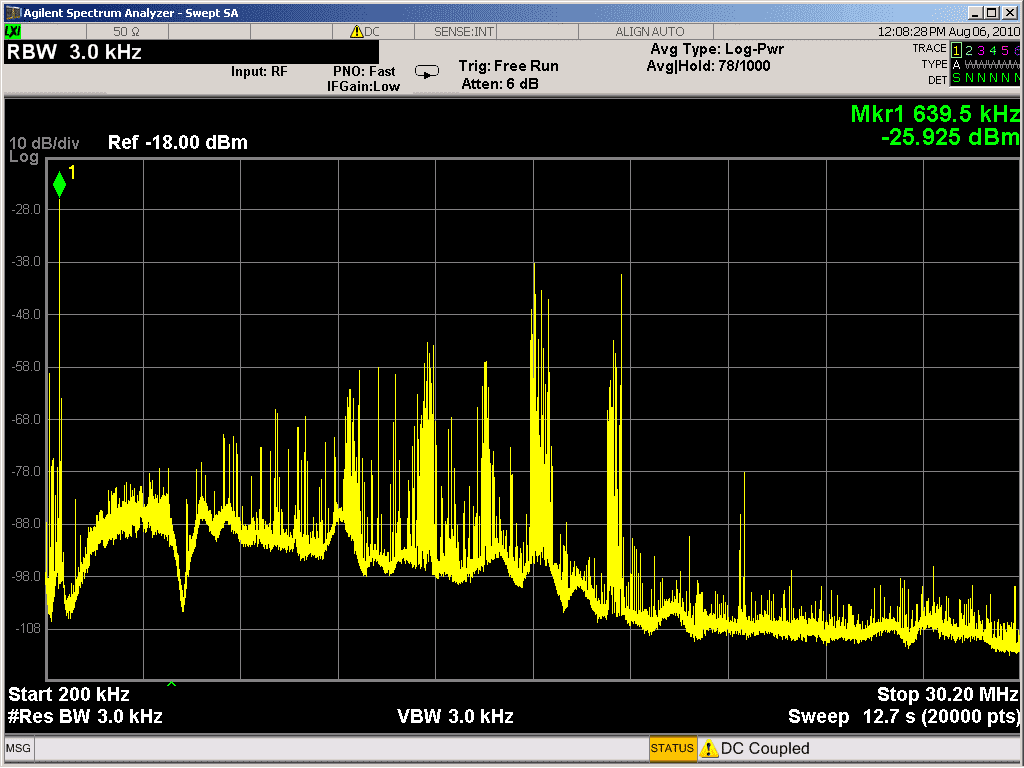 Agilent Spectrum Analyzer - Swept SA
LXI 50 Ω DC SENSE:INT ALIGN AUTO 12:08:28 PM Aug 06, 2010
RBW 3.0 kHz
Input: RF PNO: Fast IFGain:Low Trig: Free Run Atten: 6 dB Avg Type: Log-Pwr Avg|Hold: 78/1000
TRACE 1 2 3 4 5 6
TYPE A
DET S N N N N N
Mkr1 639.5 kHz
-25.925 dBm
10 dB/div Ref -18.00 dBm
Log
1
-28.0
-38.0
-48.0
-58.0
-68.0
-78.0
-88.0
-98.0
-108
Start 200 kHz Stop 30.20 MHz
#Res BW 3.0 kHz VBW 3.0 kHz Sweep 12.7 s (20000 pts)
MSG STATUS DC Coupled